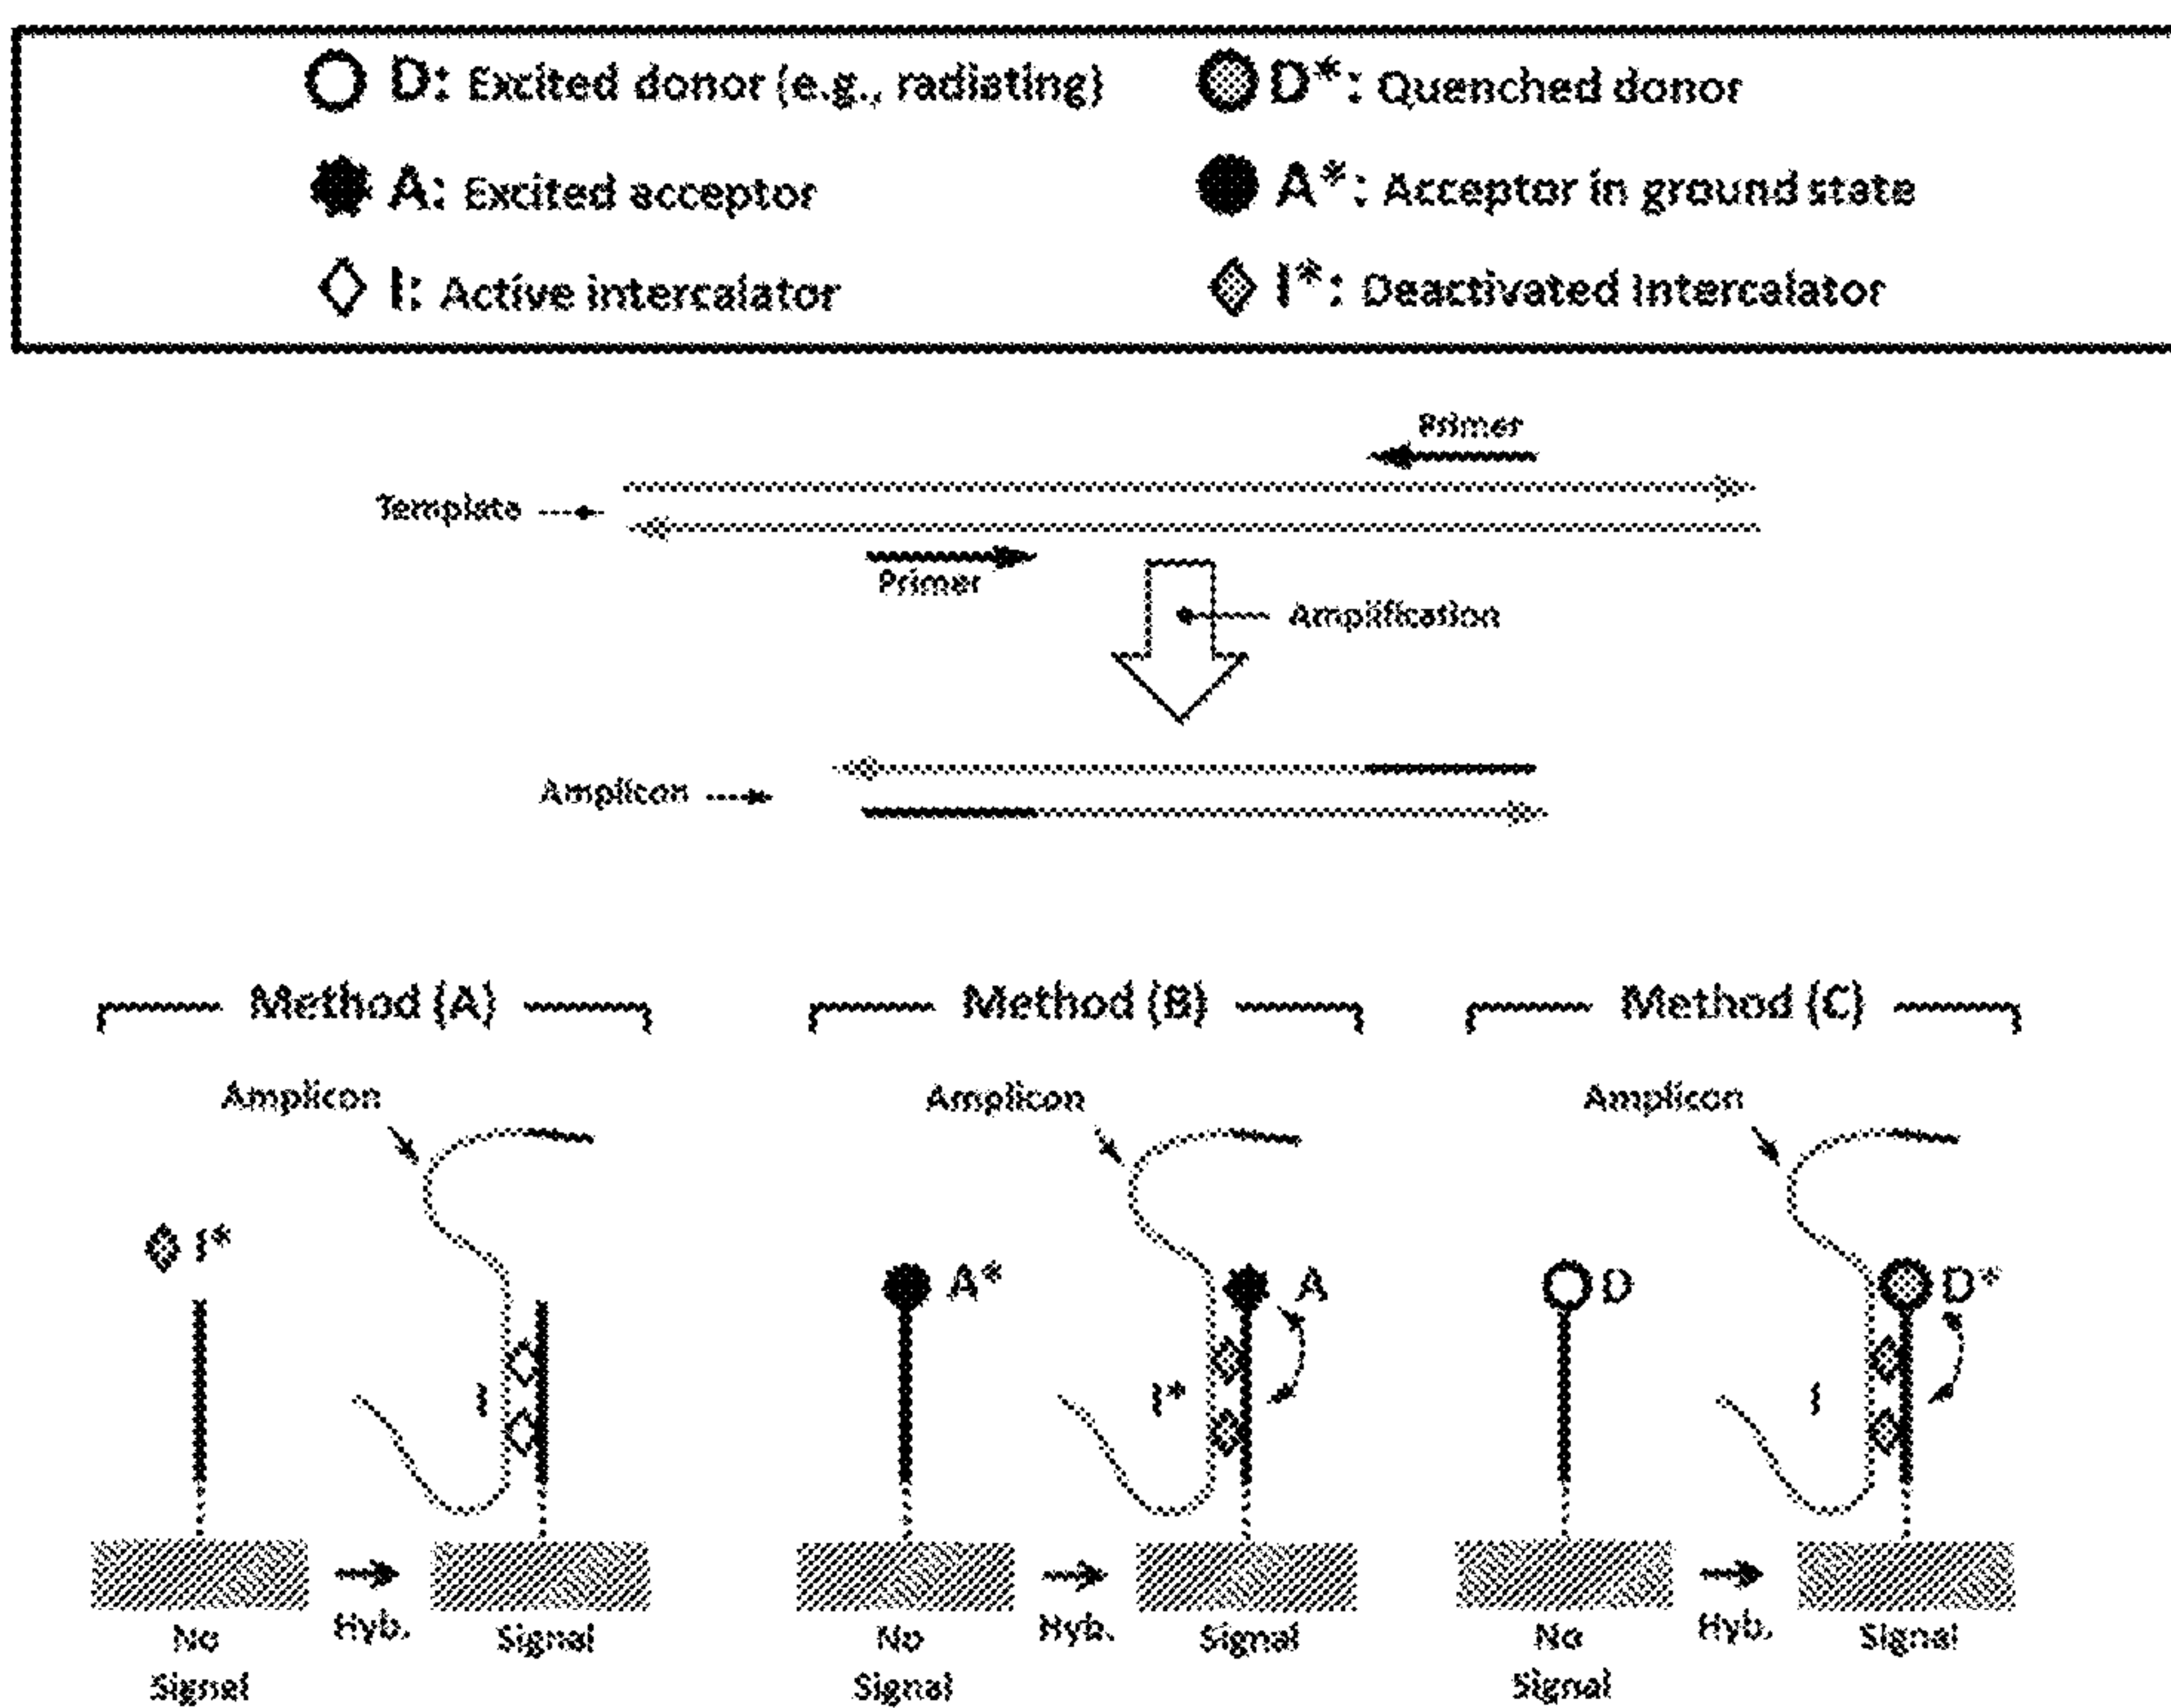 D: Excited donor (e.g., radiating)
D*: Quenched donor
A: Excited acceptor
A*: Acceptor in ground state
I: Active intercalator
I*: Deactivated Intercalator
Primer
Template
Primer
Amplification
Amplicon
Method (A)
Method (B)
Method (C)
Amplicon
Amplicon
Amplicon
I*
A*
A
D
D*
I
I*
I
Hyb.
Hyb.
Hyb.
No
Signal
Signal
No
Signal
Signal
No
Signal
Signal